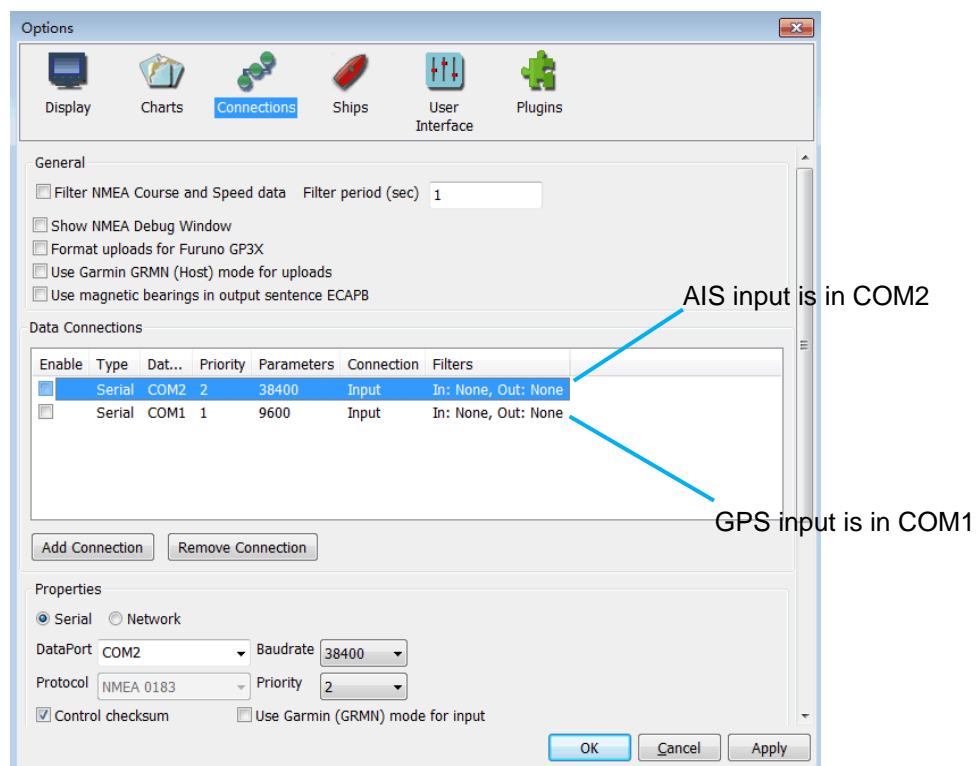 Options
Display Charts Connections Ships User Interface Plugins
General
Filter NMEA Course and Speed data Filter period (sec) 1
Show NMEA Debug Window
Format uploads for Furuno GP3X
Use Garmin GRMN (Host) mode for uploads
Use magnetic bearings in output sentence ECAPB
AIS input is in COM2
Data Connections
Enable Type Dat... Priority Parameters Connection Filters
Serial COM2 2 38400 Input In: None, Out: None
Serial COM1 1 9600 Input In: None, Out: None
GPS input is in COM1
Add Connection Remove Connection
Properties
Serial Network
DataPort COM2 Baudrate 38400
Protocol NMEA 0183 Priority 2
Control checksum Use Garmin (GRMN) mode for input
OK Cancel Apply